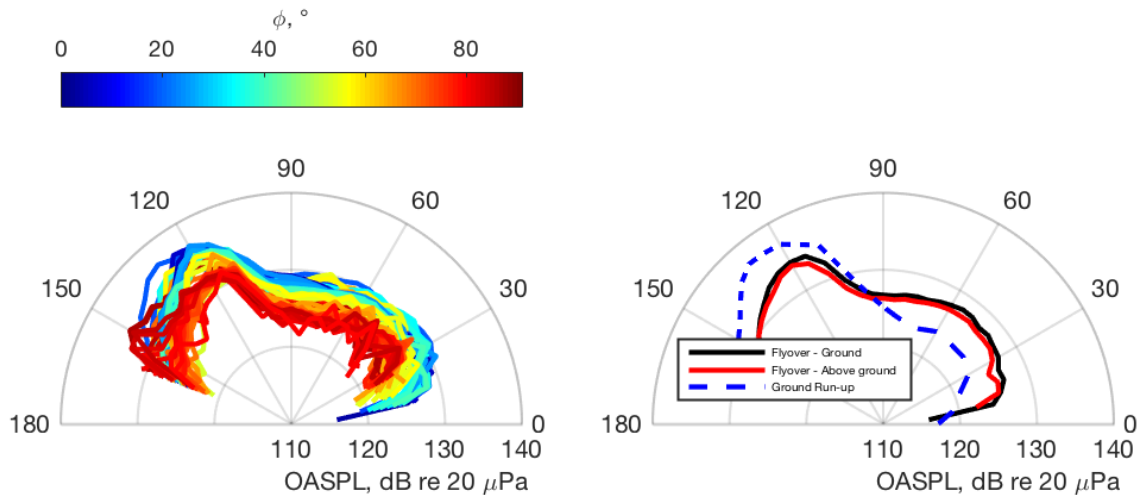 ϕ, °
0 20 40 60 80
90
120 60
150 30
180 0
110 120 130 140
OASPL, dB re 20 μPa
90
120 60
150 30
Flyover - Ground
Flyover - Above ground
Ground Run-up
180 0
110 120 130 140
OASPL, dB re 20 μPa